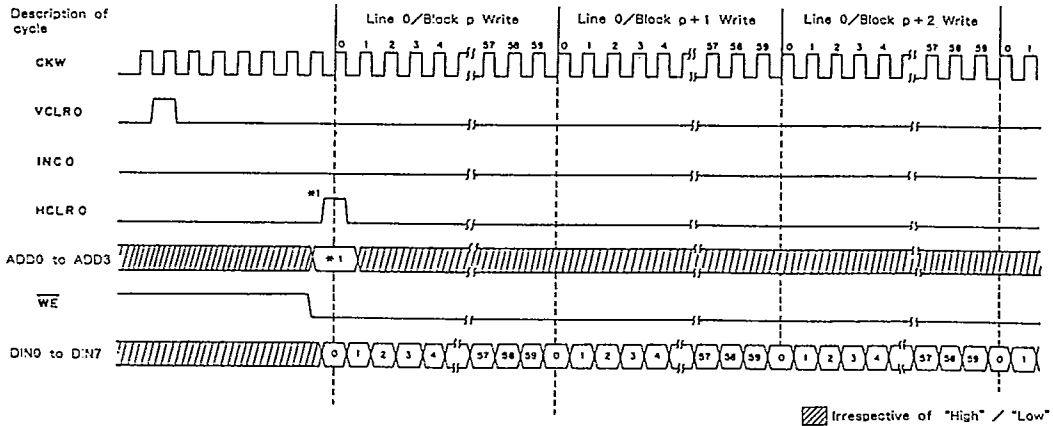 Description of cycle
Line 0/Block p Write
Line 0/Block p+1 Write
Line 0/Block p+2 Write
0 1 2 3 4 57 58 59 0 1 2 3 4 57 58 59 0 1 2 3 4 57 58 59 0 1
CKW
VCLR0
INC0
*1
HCLR0
ADD0 to ADD3
*1
WE
DIN0 to DIN7
0 1 2 3 4 57 58 59 0 1 2 3 4 57 58 59 0 1 2 3 4 57 58 59 0 1
Irrespective of "High" / "Low"